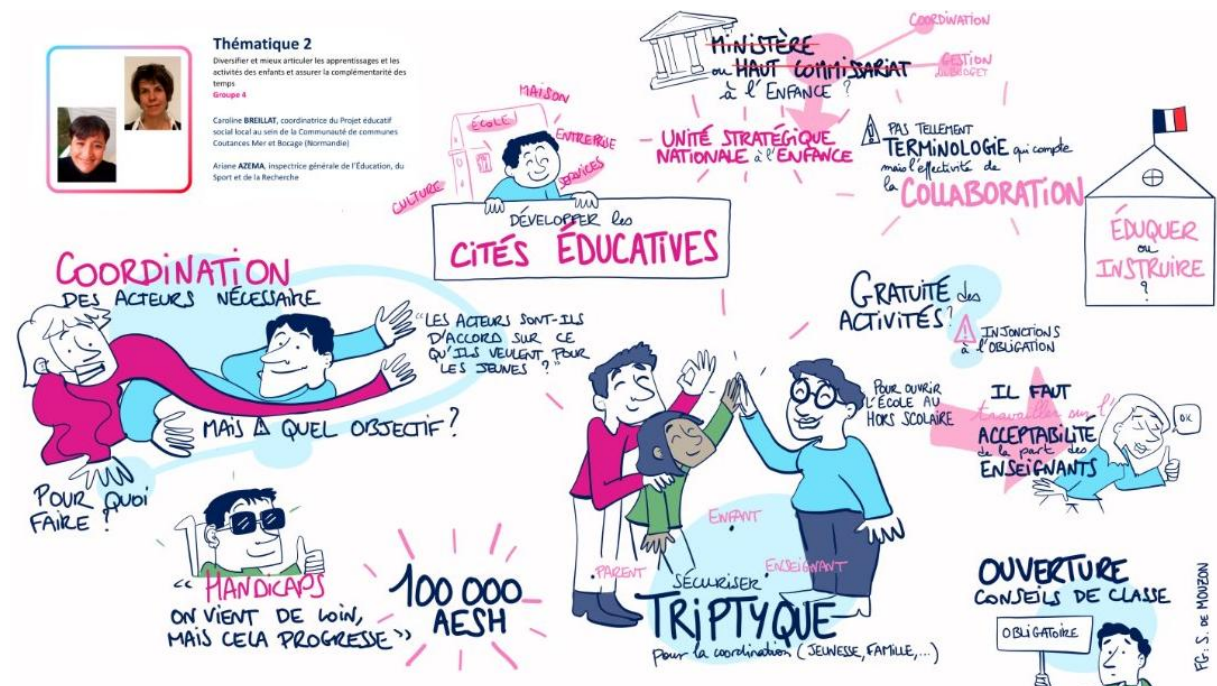 Thématique 2
Diversifier et mieux articuler les apprentissages et les
activités des enfants et assurer la complémentarité des
temps
Groupe 4
Caroline BREILLAT, coordinatrice du Projet éducatif
social local au sein de la Communauté de communes
Coutances Mer et Bocage (Normandie)
Ariane AZEMA, inspectrice générale de l'Éducation, du
Sport et de la Recherche
MINISTÈRE
ou HAUT COMMISSARIAT
à l'ENFANCE ?
COORDINATION
GESTION
du BUDGET
UNITÉ STRATÉGIQUE
NATIONALE à l'ENFANCE
⚠ PAS TELLEMENT
TERMINOLOGIE qui compte
mais l'effectivité de
la COLLABORATION
ÉDUQUER
ou
INSTRUIRE
?
MAISON
ÉCOLE
ENTREPRISE
SERVICES
CULTURE
DÉVELOPPER les
CITÉS ÉDUCATIVES
COORDINATION
DES ACTEURS NÉCESSAIRE
"LES ACTEURS SONT-ILS
D'ACCORD SUR CE
QU'ILS VEULENT POUR
LES JEUNES ?"
MAIS ⚠ QUEL OBJECTIF ?
POUR QUOI
FAIRE ?
GRATUITÉ des
ACTIVITÉS ?
⚠ INJONCTIONS
à l'OBLIGATION
POUR OUVRIR
L'ÉCOLE AU
HORS SCOLAIRE
IL FAUT
travailler sur l'
ACCEPTABILITÉ
de la part des
ENSEIGNANTS
OK
"HANDICAPS
ON VIENT DE LOIN,
MAIS CELA PROGRESSE"
100 000
AESH
ENFANT
PARENT
ENSEIGNANT
SÉCURISER
TRIPTYQUE
pour la coordination (JEUNESSE, FAMILLE,...)
OUVERTURE
CONSEILS DE CLASSE
OBLIGATOIRE
FG: S. DE MOUZON